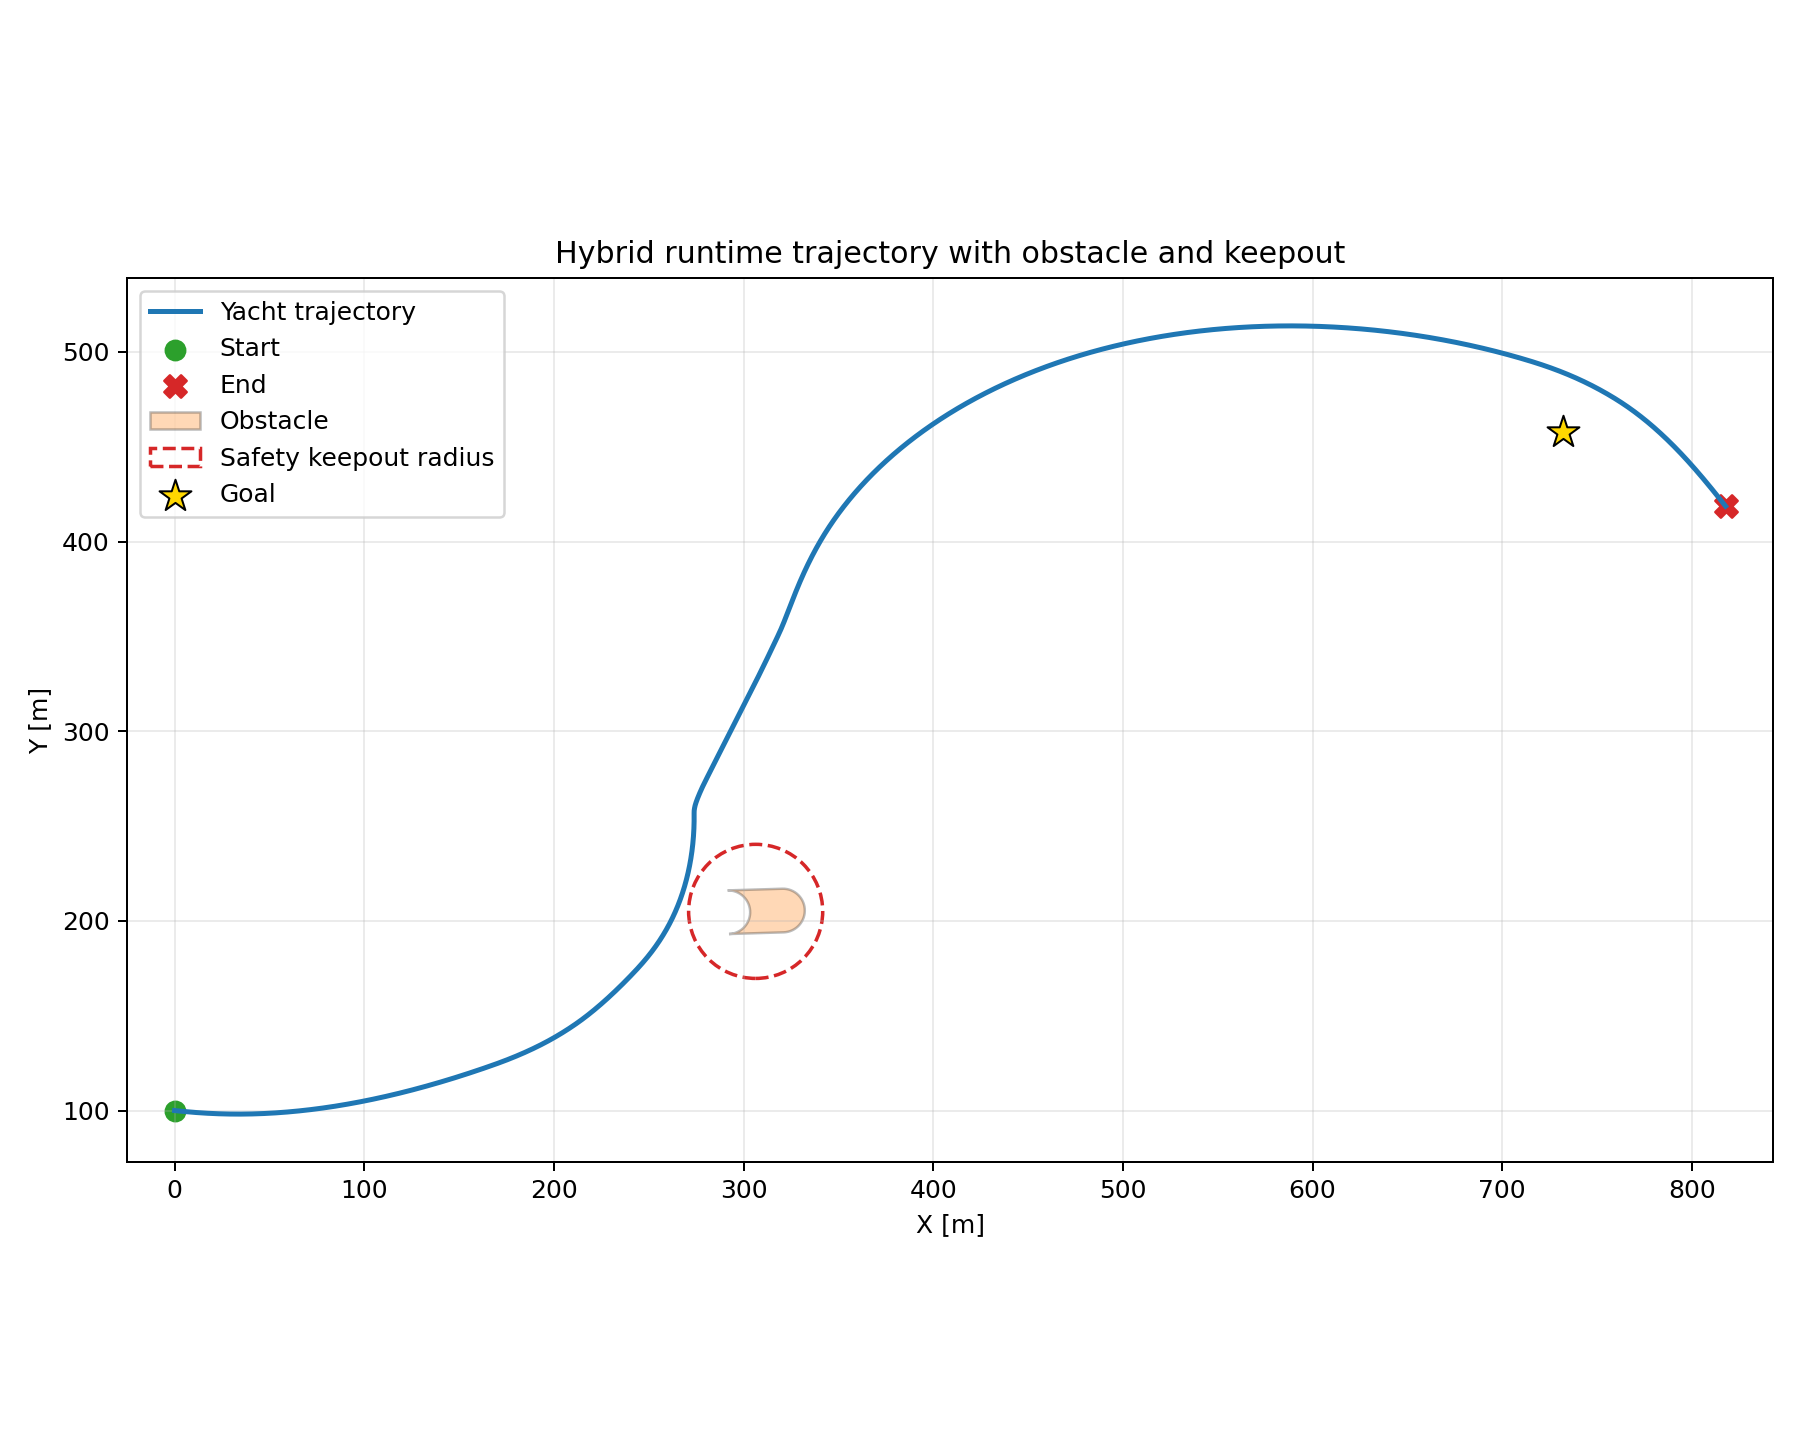 Hybrid runtime trajectory with obstacle and keepout
Yacht trajectory
Start
End
Obstacle
Safety keepout radius
Goal
500
400
300
200
100
Y [m]
0 100 200 300 400 500 600 700 800
X [m]